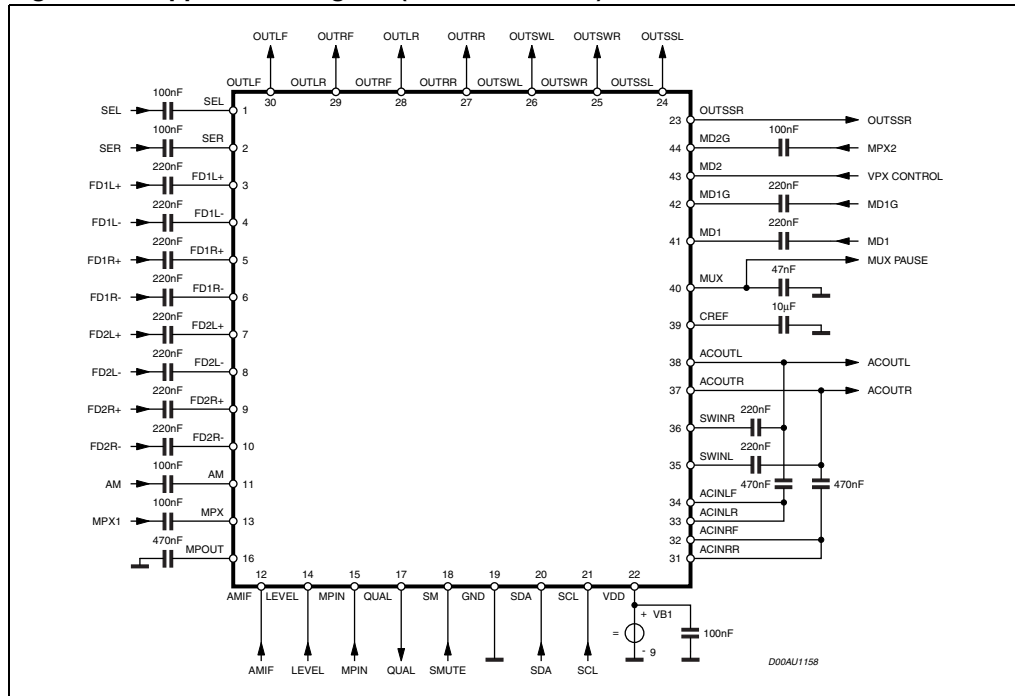 OUTLF OUTRF OUTLR OUTRR OUTSWL OUTSWR OUTSSL
OUTLF OUTLR OUTRF OUTRR OUTSWL OUTSWR OUTSSL
30 29 28 27 26 25 24
SEL 100nF SEL 1
SER 100nF SER 2
FD1L+ 220nF FD1L+ 3
FD1L- 220nF FD1L- 4
FD1R+ 220nF FD1R+ 5
FD1R- 220nF FD1R- 6
FD2L+ 220nF FD2L+ 7
FD2L- 220nF FD2L- 8
FD2R+ 220nF FD2R+ 9
FD2R- 220nF FD2R- 10
AM 100nF AM 11
MPX1 100nF MPX 13
470nF MPOUT 16
23 OUTSSR OUTSSR
44 MD2G 100nF MPX2
43 MD2 VPX CONTROL
42 MD1G 220nF MD1G
41 MD1 220nF MD1
MUX PAUSE
40 MUX 47nF
39 CREF 10µF
38 ACOUTL ACOUTL
37 ACOUTR ACOUTR
36 SWINR 220nF
35 SWINL 220nF
470nF 470nF
34 ACINLF
33 ACINLR
32 ACINRF
31 ACINRR
12 14 15 17 18 19 20 21 22
AMIF LEVEL MPIN QUAL SM GND SDA SCL VDD
+ VB1
= - 9 100nF
AMIF LEVEL MPIN QUAL SMUTE SDA SCL
D00AU1158